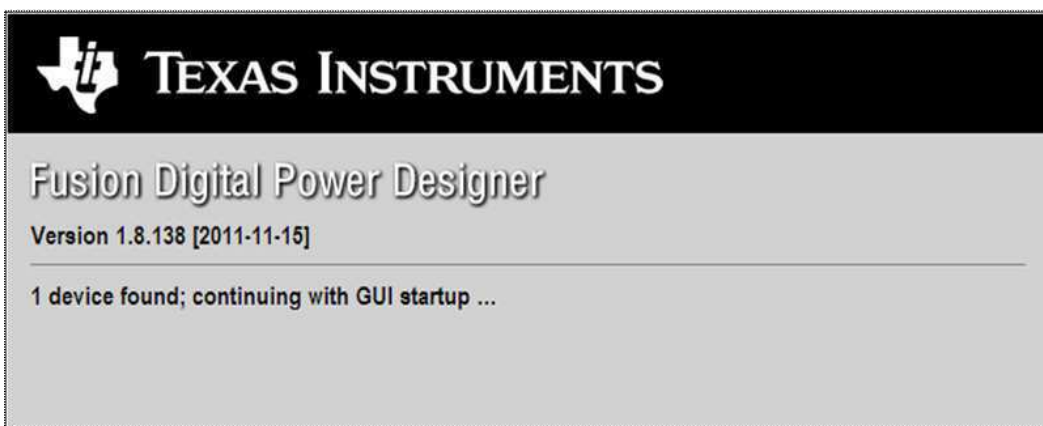 TEXAS INSTRUMENTS
Fusion Digital Power Designer
Version 1.8.138 [2011-11-15]
1 device found; continuing with GUI startup ...